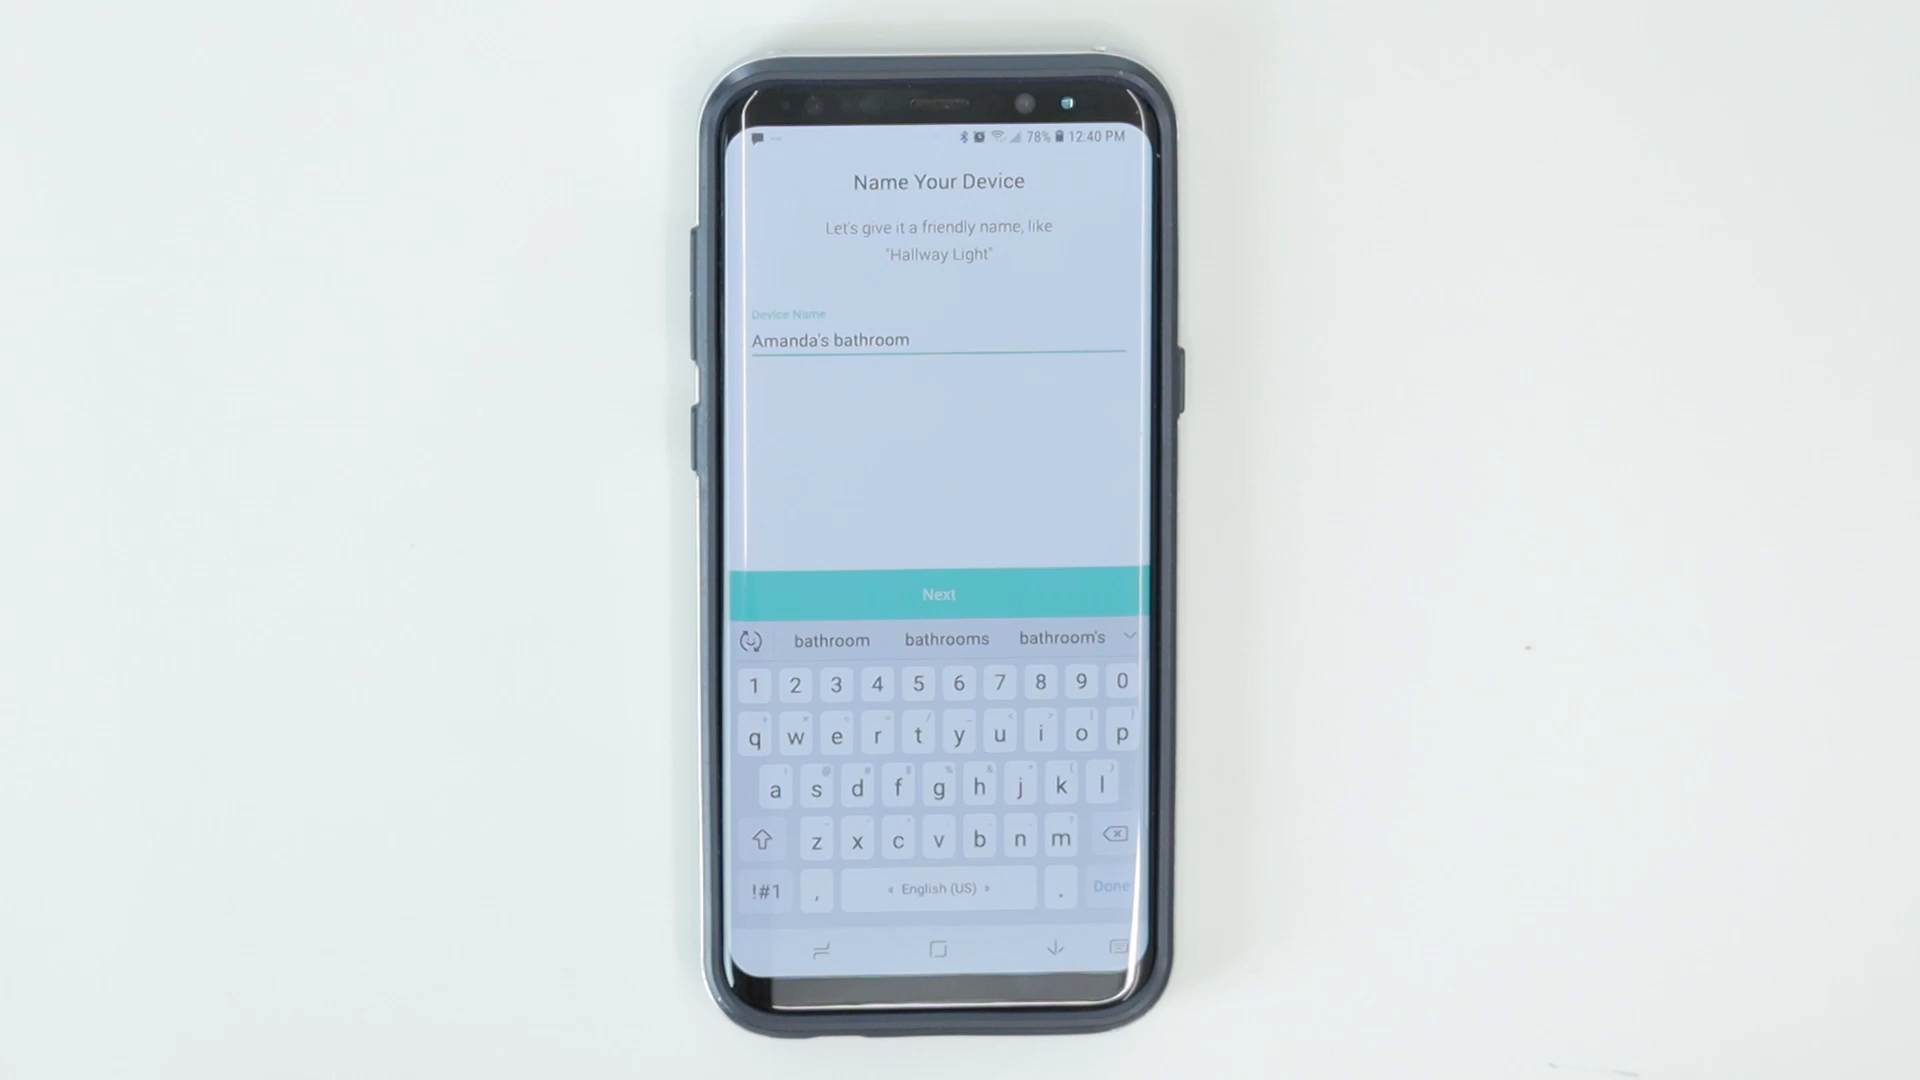 78% 12:40 PM
Name Your Device
Let's give it a friendly name, like
"Hallway Light"
Device Name
Amanda's bathroom
Next
bathroom bathrooms bathroom's
1 2 3 4 5 6 7 8 9 0
q w e r t y u i o p
a s d f g h j k l
z x c v b n m
!#1 , English (US) . Done